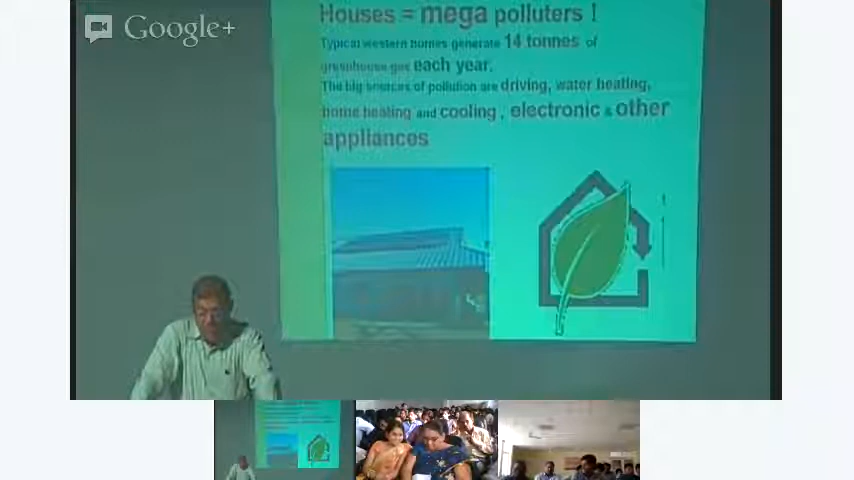 Google+
Houses = mega polluters !
Typical western homes generate 14 tonnes of
greenhouse gas each year.
The big sources of pollution are driving, water heating,
home heating and cooling , electronic & other
appliances